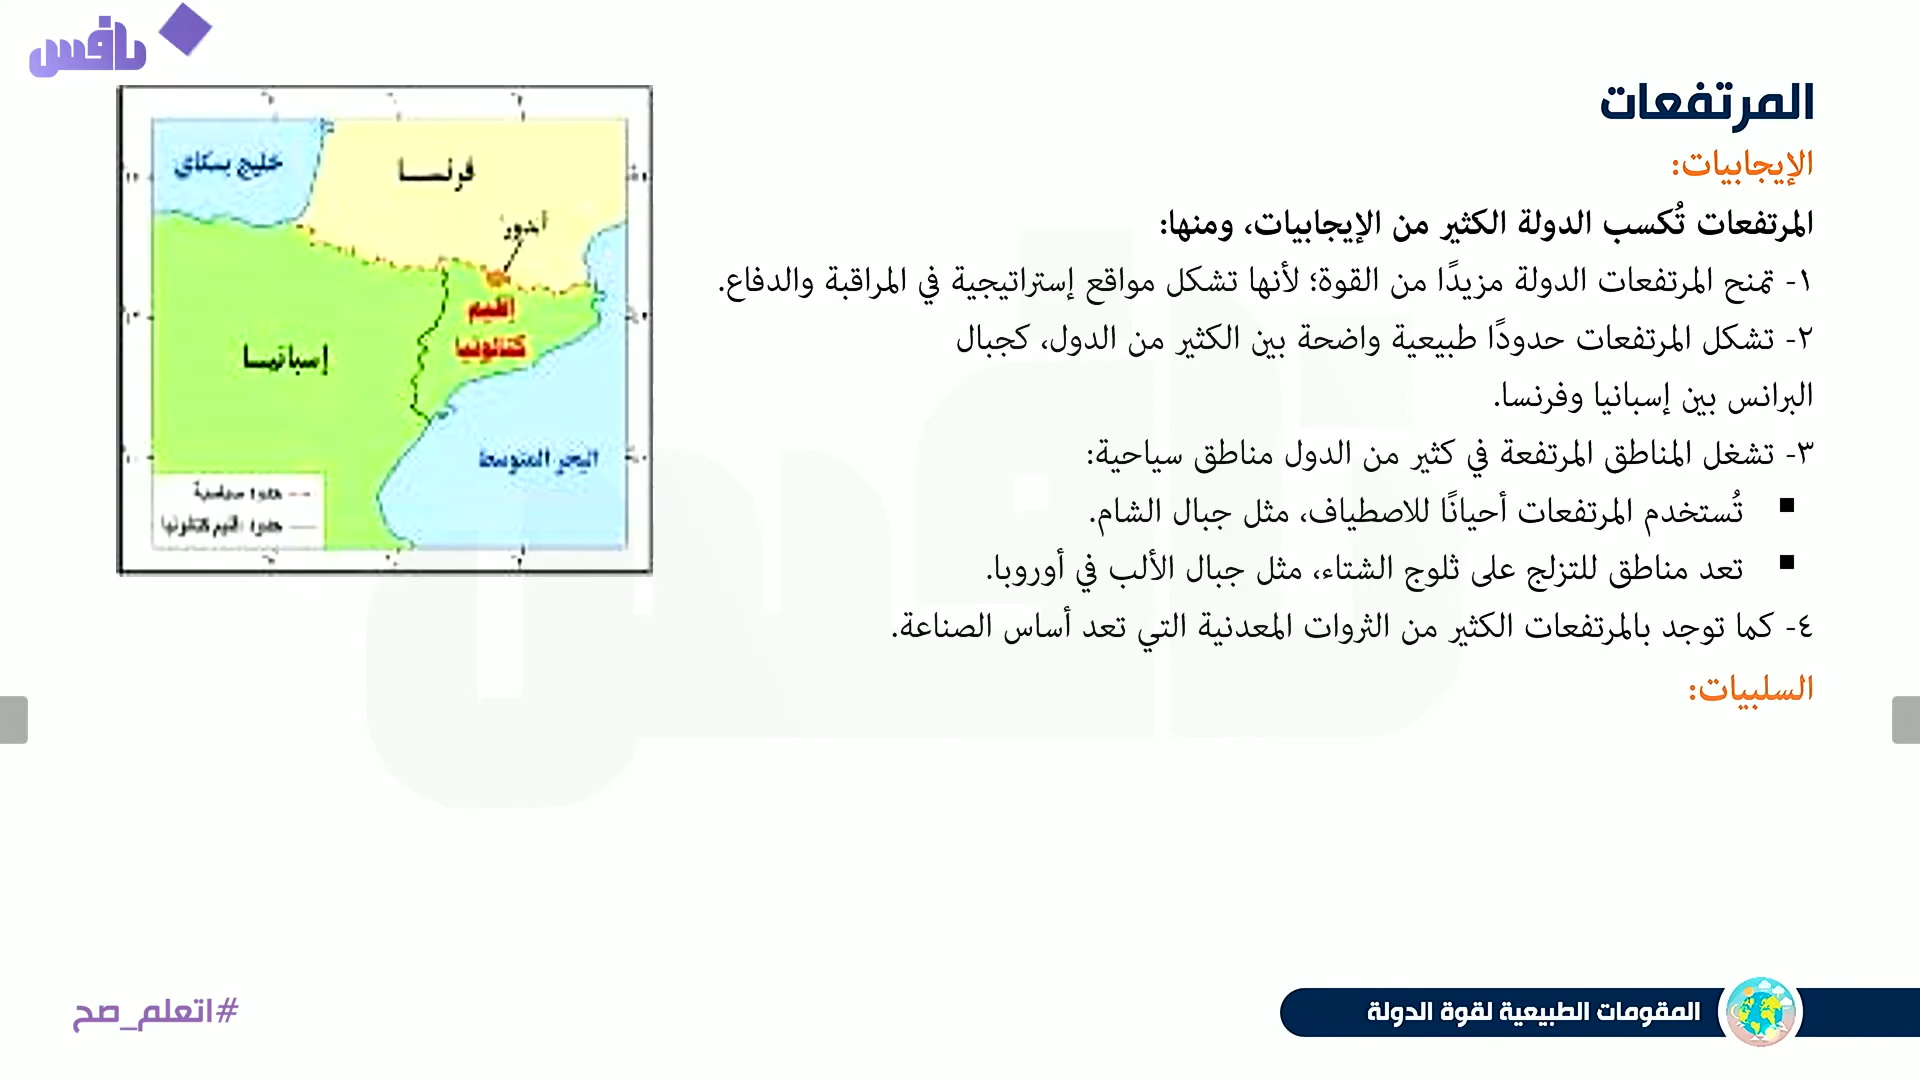 نافس
المرتفعات
الإيجابيات:
المرتفعات تُكسب الدولة الكثير من الإيجابيات، ومنها:
١- تمنح المرتفعات الدولة مزيدًا من القوة؛ لأنها تشكل مواقع إستراتيجية في المراقبة والدفاع.
٢- تشكل المرتفعات حدودًا طبيعية واضحة بين الكثير من الدول، كجبال
البرانس بين إسبانيا وفرنسا.
٣- تشغل المناطق المرتفعة في كثير من الدول مناطق سياحية:
■ تُستخدم المرتفعات أحيانًا للاصطياف، مثل جبال الشام.
■ تعد مناطق للتزلج على ثلوج الشتاء، مثل جبال الألب في أوروبا.
٤- كما توجد بالمرتفعات الكثير من الثروات المعدنية التي تعد أساس الصناعة.
السلبيات:
خليج بسكاي
فرنسا
إقليم
كتالونيا
إسبانيا
البحر المتوسط
المقومات الطبيعية لقوة الدولة
#اتعلم_صح